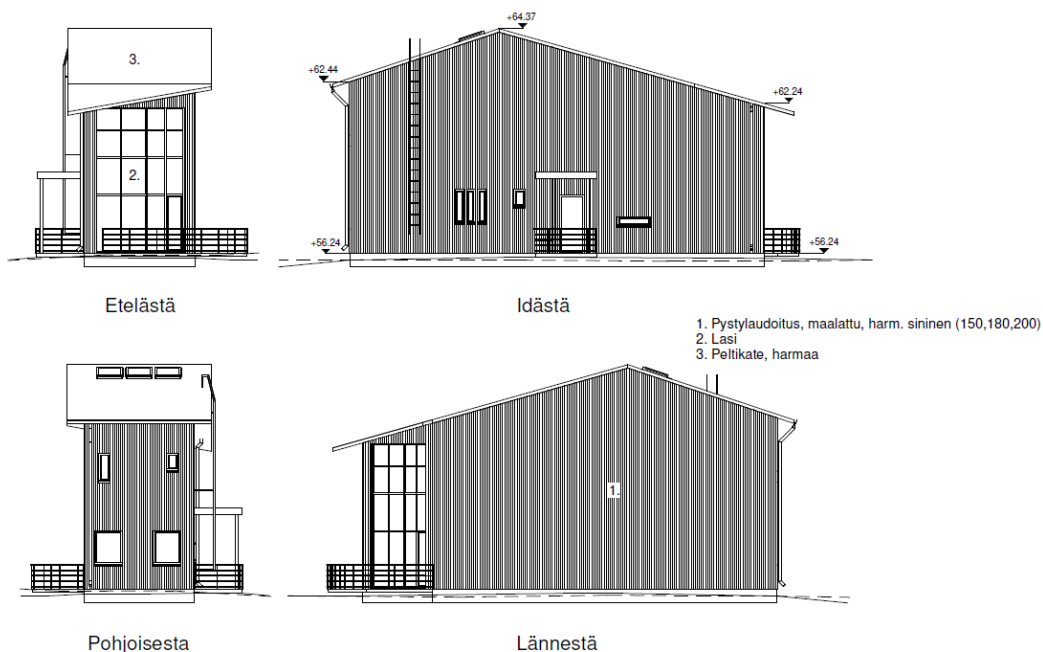 +64.37
+62.44
+62.24
3.
2.
+56.24
+56.24
Etelästä
Idästä
1. Pystylaudoitus, maalattu, harm. sininen (150,180,200)
2. Lasi
3. Peltikate, harmaa
1.
Pohjoisesta
Lännestä